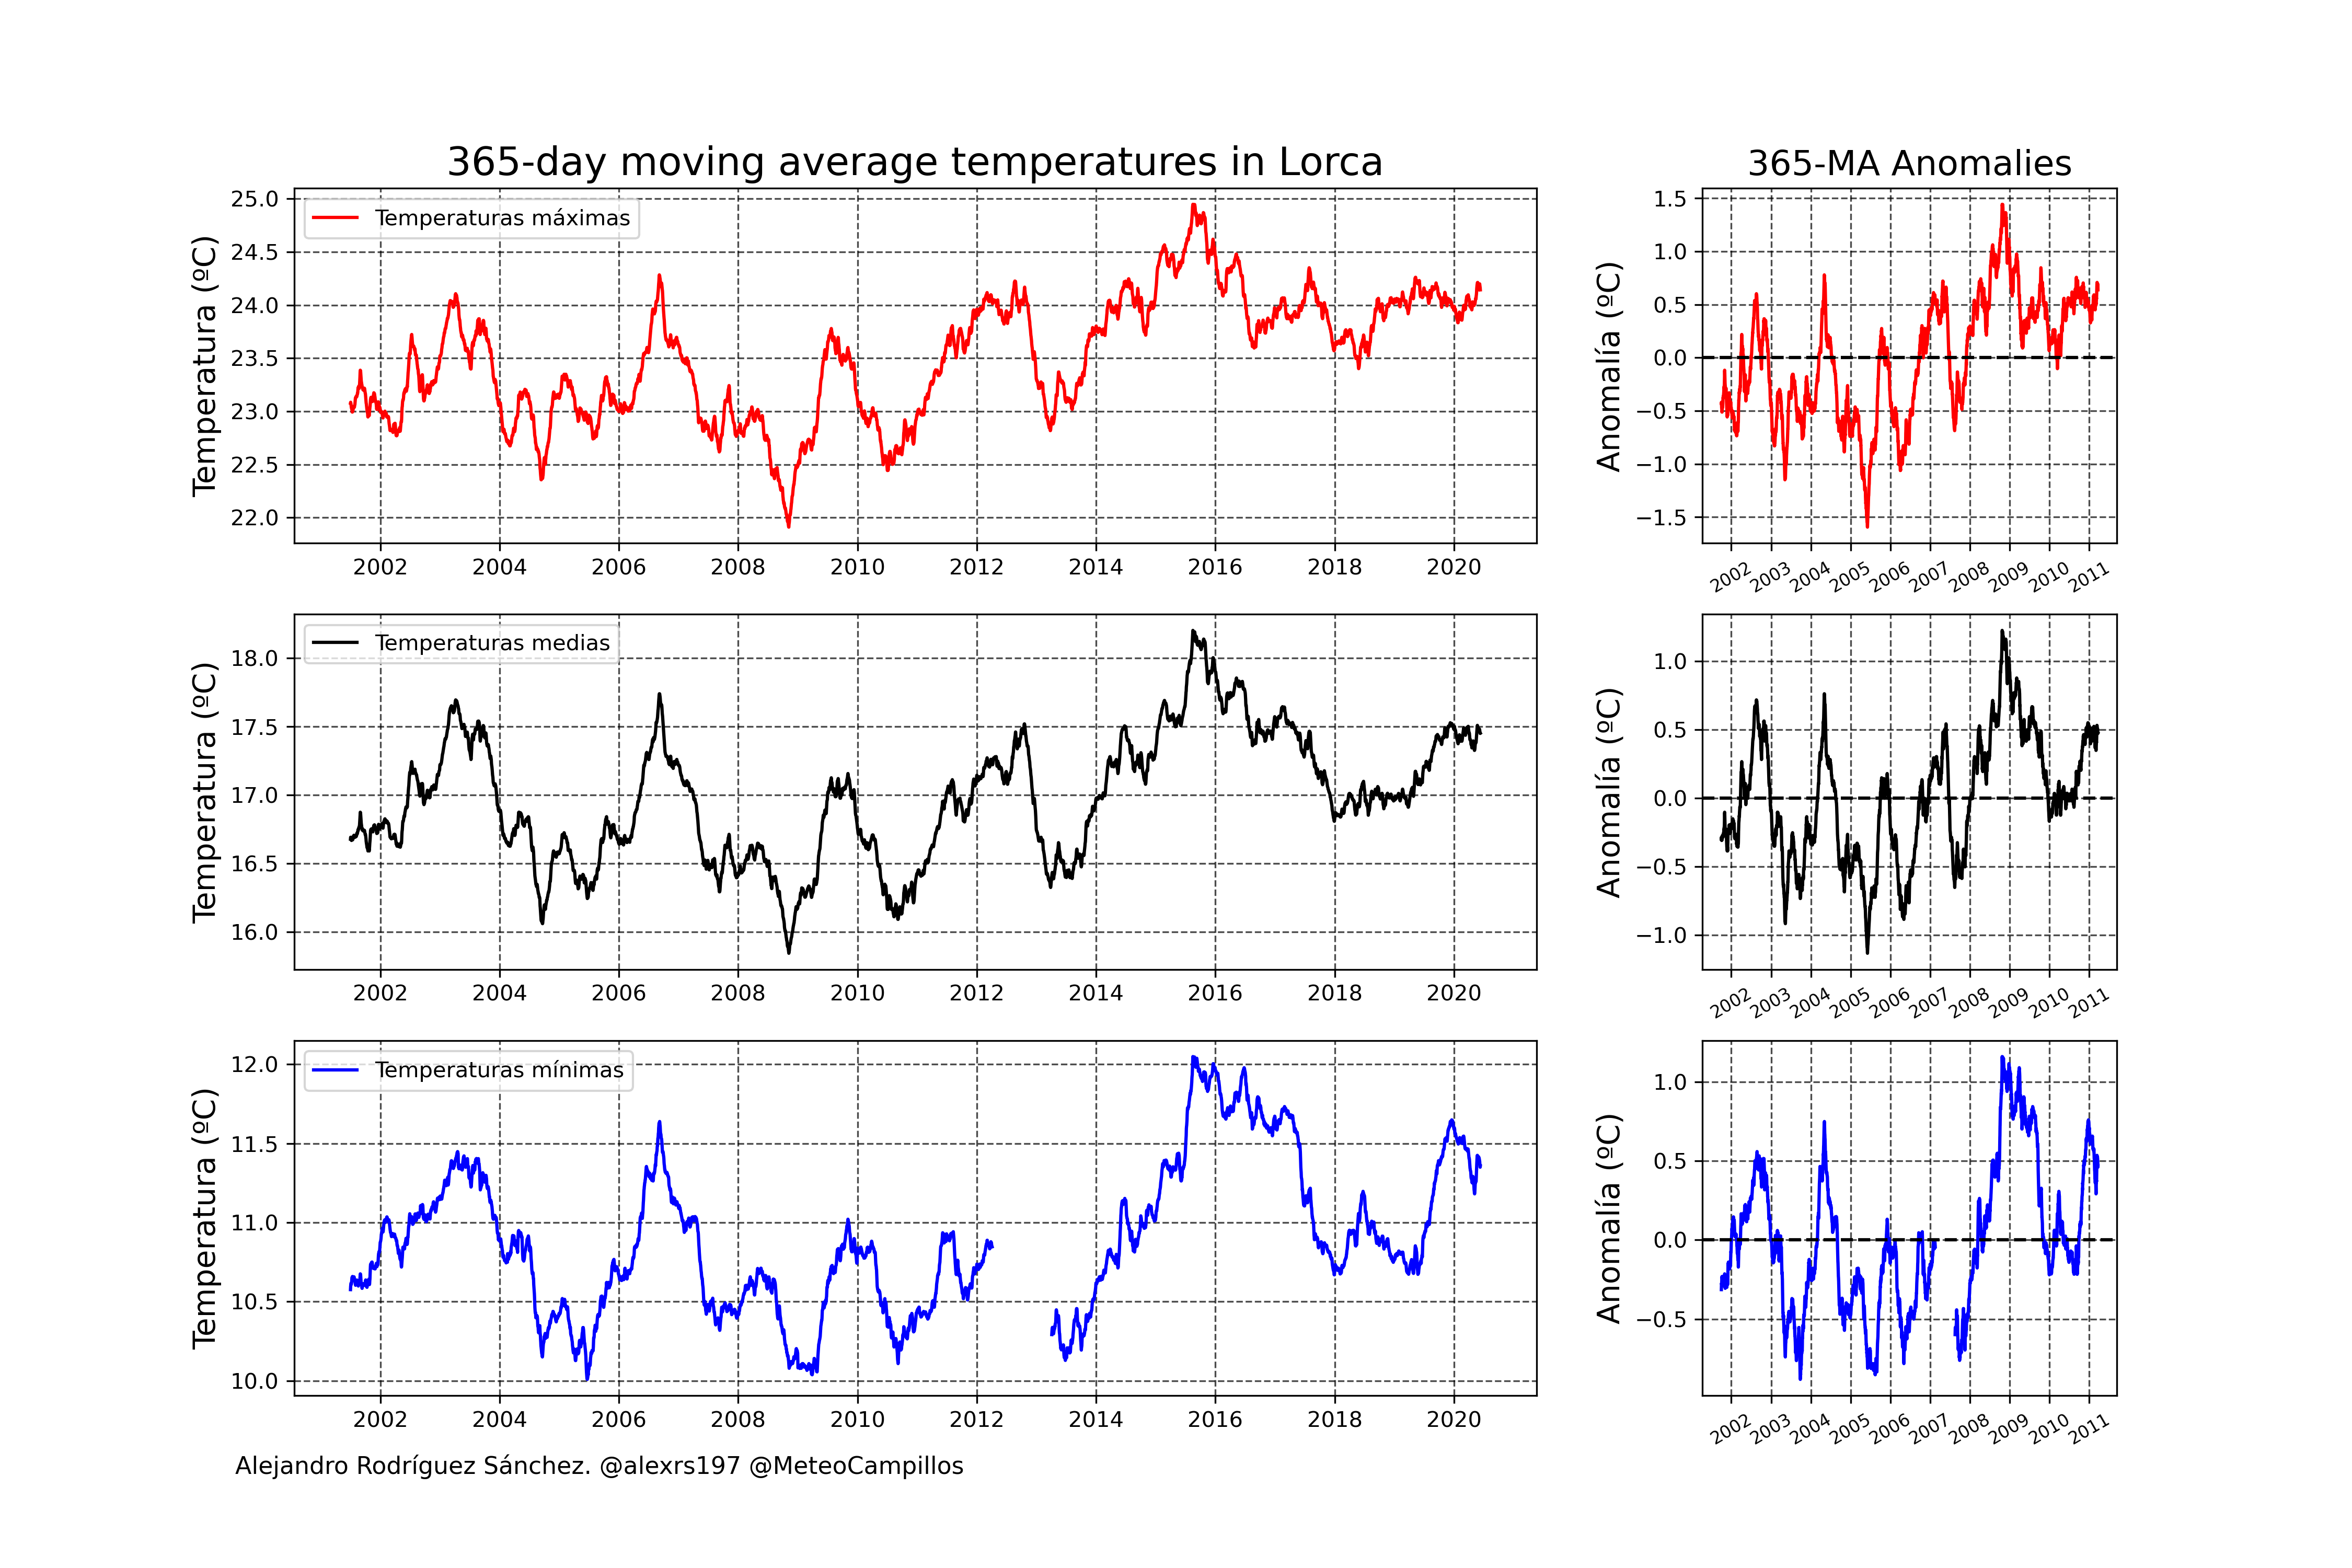 365-day moving average temperatures in Lorca
365-MA Anomalies
Temperatura (ºC)
25.0
24.5
24.0
23.5
23.0
22.5
22.0
Temperaturas máximas
2002 2004 2006 2008 2010 2012 2014 2016 2018 2020
Anomalía (ºC)
1.5
1.0
0.5
0.0
−0.5
−1.0
−1.5
2002 2003 2004 2005 2006 2007 2008 2009 2010 2011
Temperatura (ºC)
18.0
17.5
17.0
16.5
16.0
Temperaturas medias
2002 2004 2006 2008 2010 2012 2014 2016 2018 2020
Anomalía (ºC)
1.0
0.5
0.0
−0.5
−1.0
2002 2003 2004 2005 2006 2007 2008 2009 2010 2011
Temperatura (ºC)
12.0
11.5
11.0
10.5
10.0
Temperaturas mínimas
2002 2004 2006 2008 2010 2012 2014 2016 2018 2020
Anomalía (ºC)
1.0
0.5
0.0
−0.5
2002 2003 2004 2005 2006 2007 2008 2009 2010 2011
Alejandro Rodríguez Sánchez. @alexrs197 @MeteoCampillos